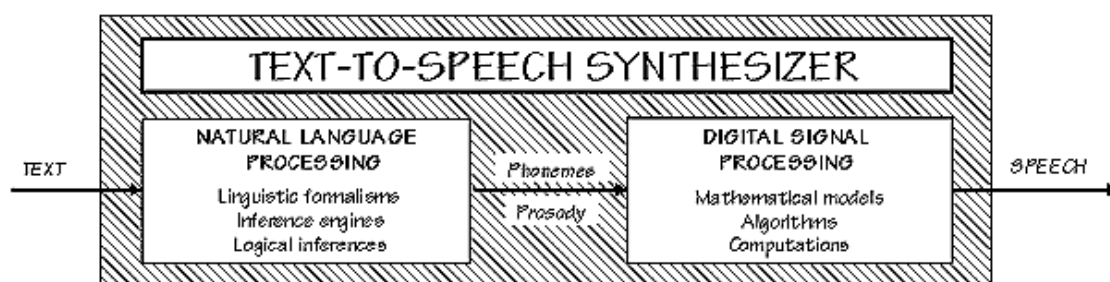 TEXT-TO-SPEECH SYNTHESIZER
NATURAL LANGUAGE
PROCESSING
Linguistic formalisms
Inference engines
Logical inferences
DIGITAL SIGNAL
PROCESSING
Mathematical models
Algorithms
Computations
TEXT
Phonemes
Prosody
SPEECH